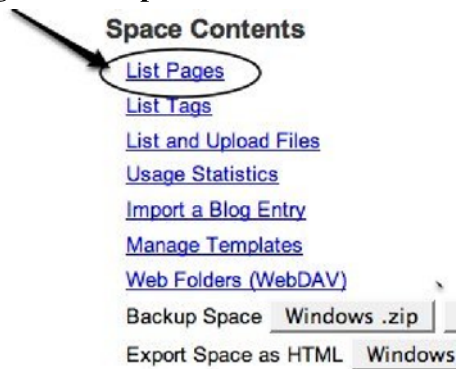 Space Contents
List Pages
List Tags
List and Upload Files
Usage Statistics
Import a Blog Entry
Manage Templates
Web Folders (WebDAV)
Backup Space Windows .zip
Export Space as HTML Windows